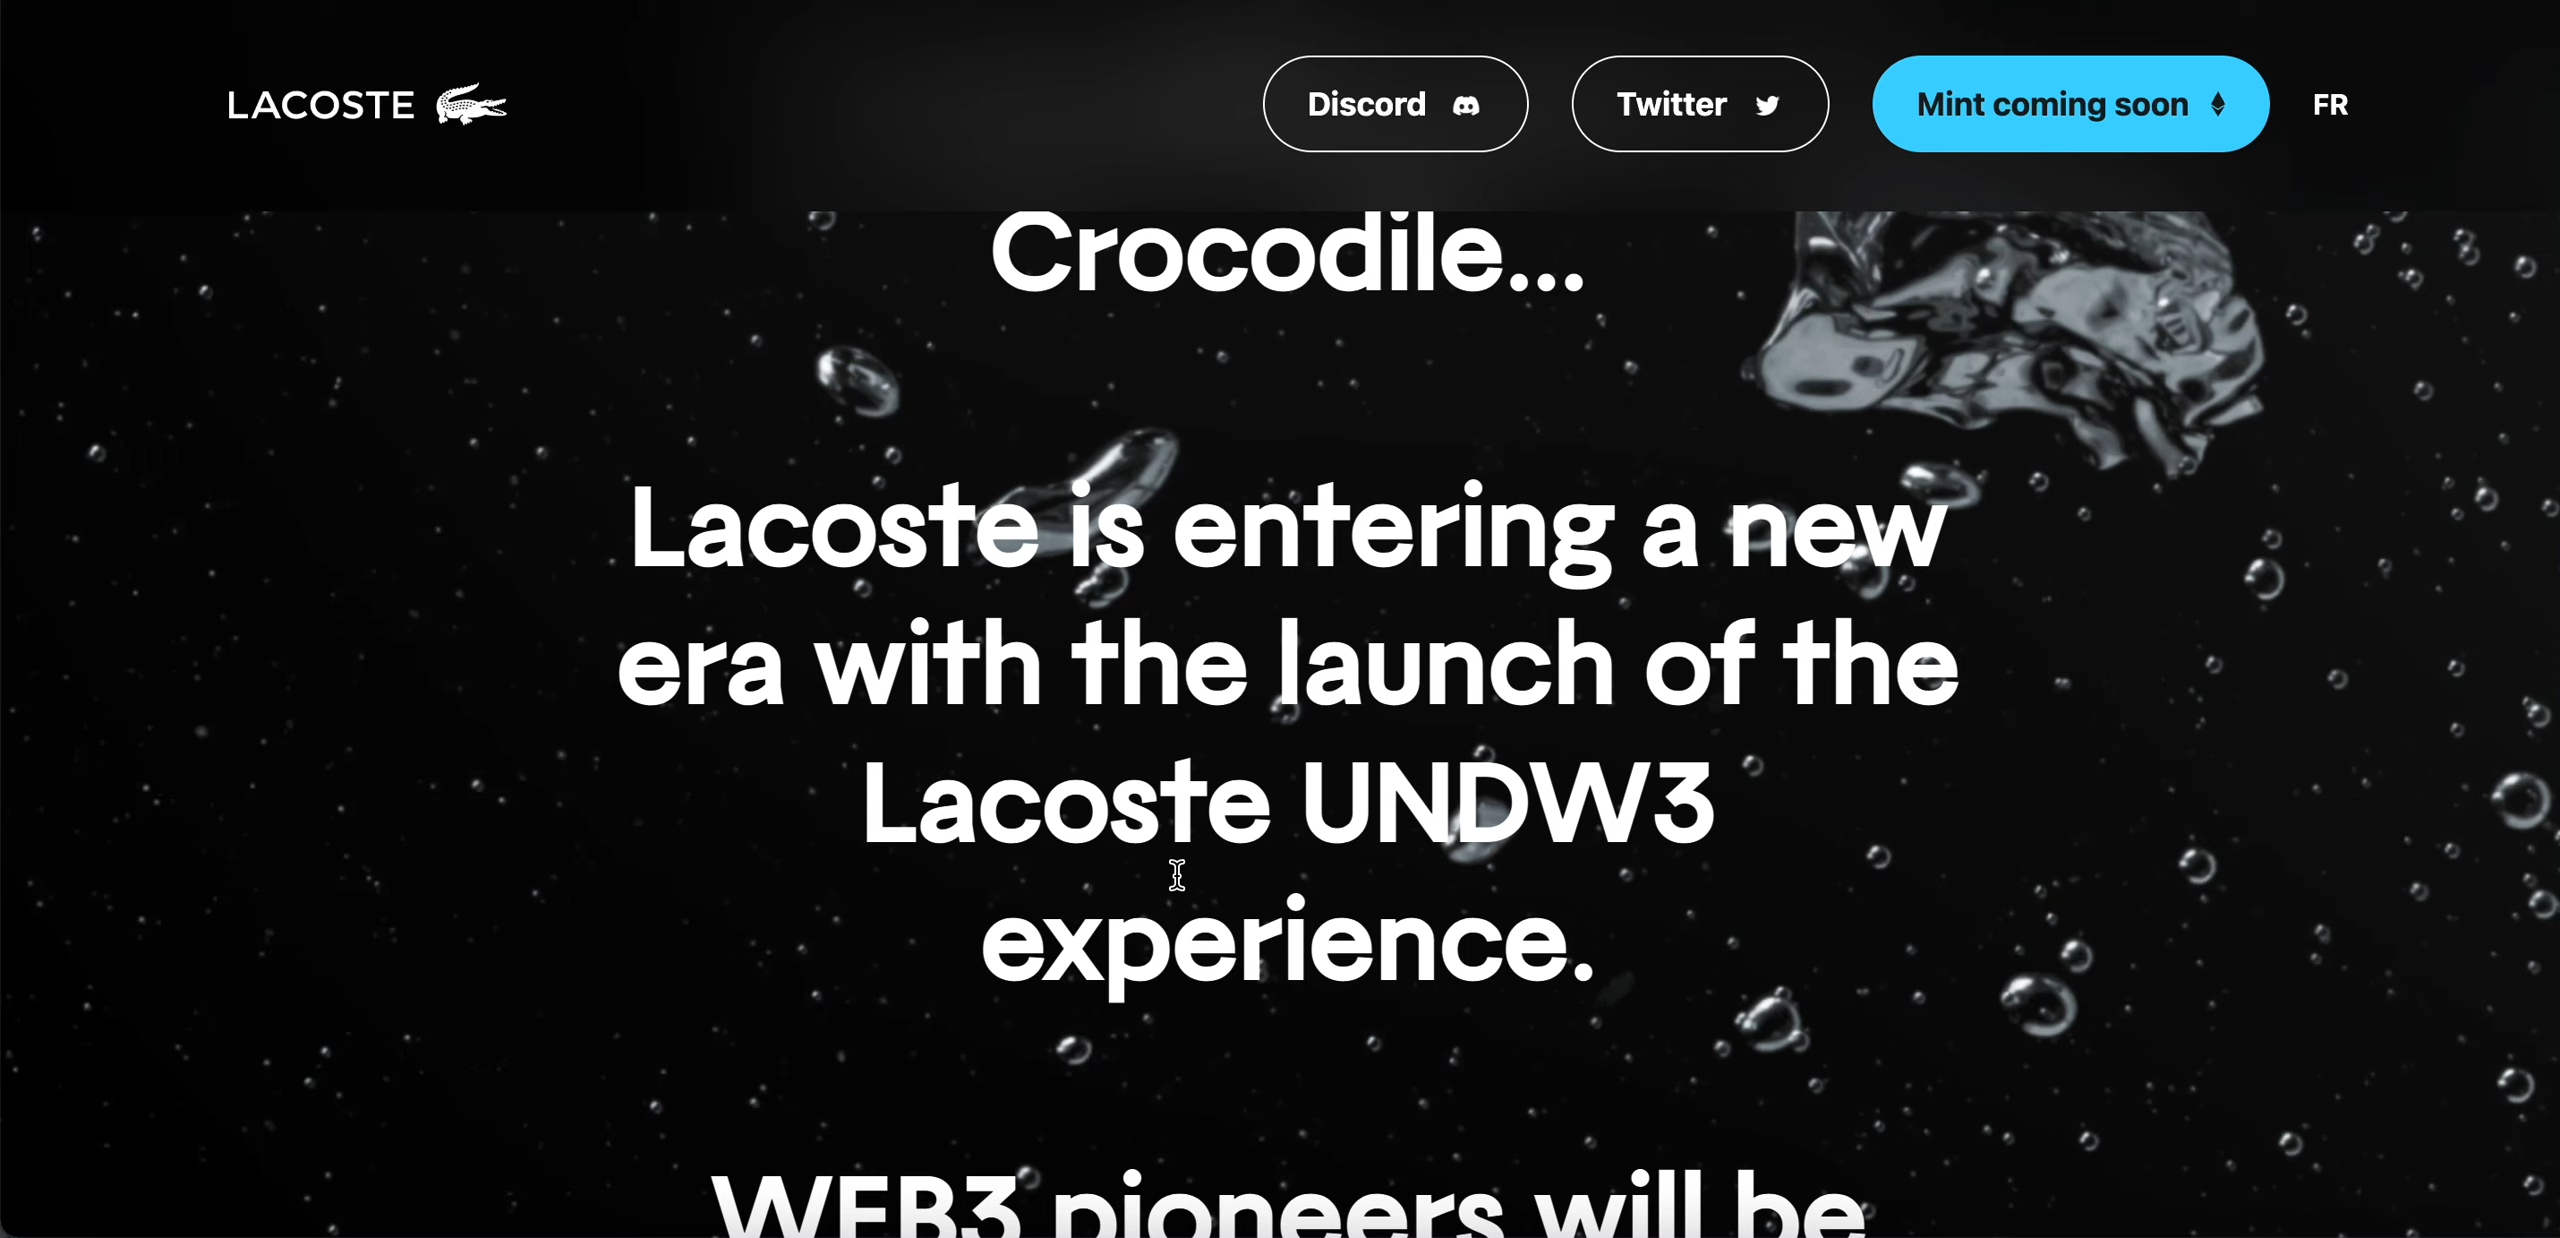 LACOSTE
Discord
Twitter
Mint coming soon
FR
Crocodile...
Lacoste is entering a new
era with the launch of the
Lacoste UNDW3
experience.
WEB3 pioneers will be